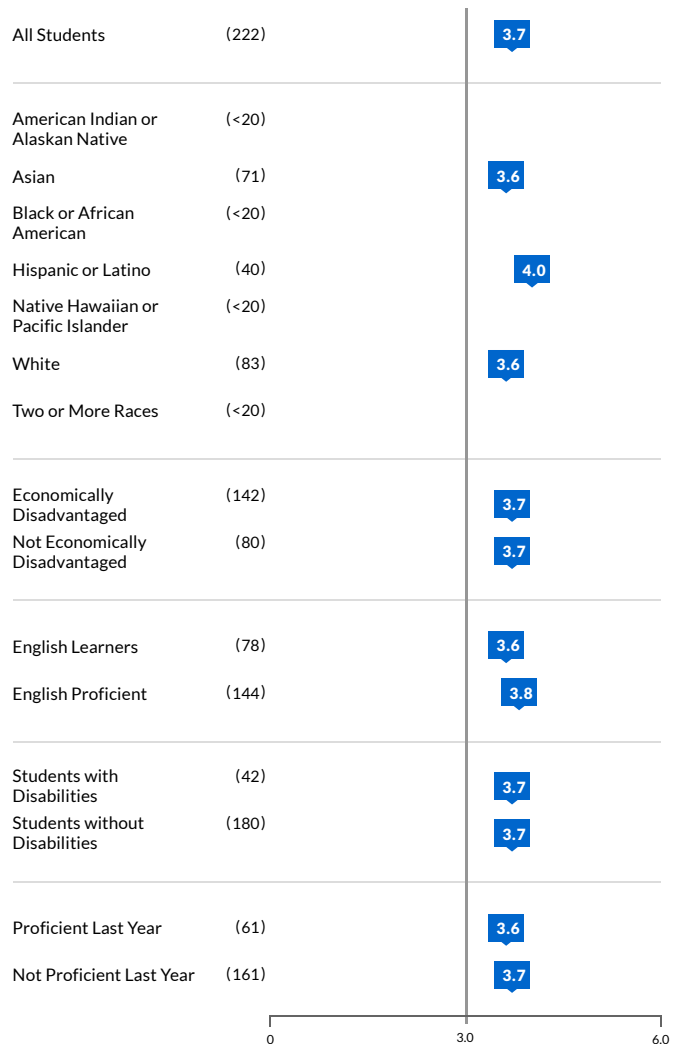 All Students (222) 3.7
American Indian or (<20)
Alaskan Native
Asian (71) 3.6
Black or African (<20)
American
Hispanic or Latino (40) 4.0
Native Hawaiian or (<20)
Pacific Islander
White (83) 3.6
Two or More Races (<20)
Economically (142) 3.7
Disadvantaged
Not Economically (80) 3.7
Disadvantaged
English Learners (78) 3.6
English Proficient (144) 3.8
Students with (42) 3.7
Disabilities
Students without (180) 3.7
Disabilities
Proficient Last Year (61) 3.6
Not Proficient Last Year (161) 3.7
0 3.0 6.0